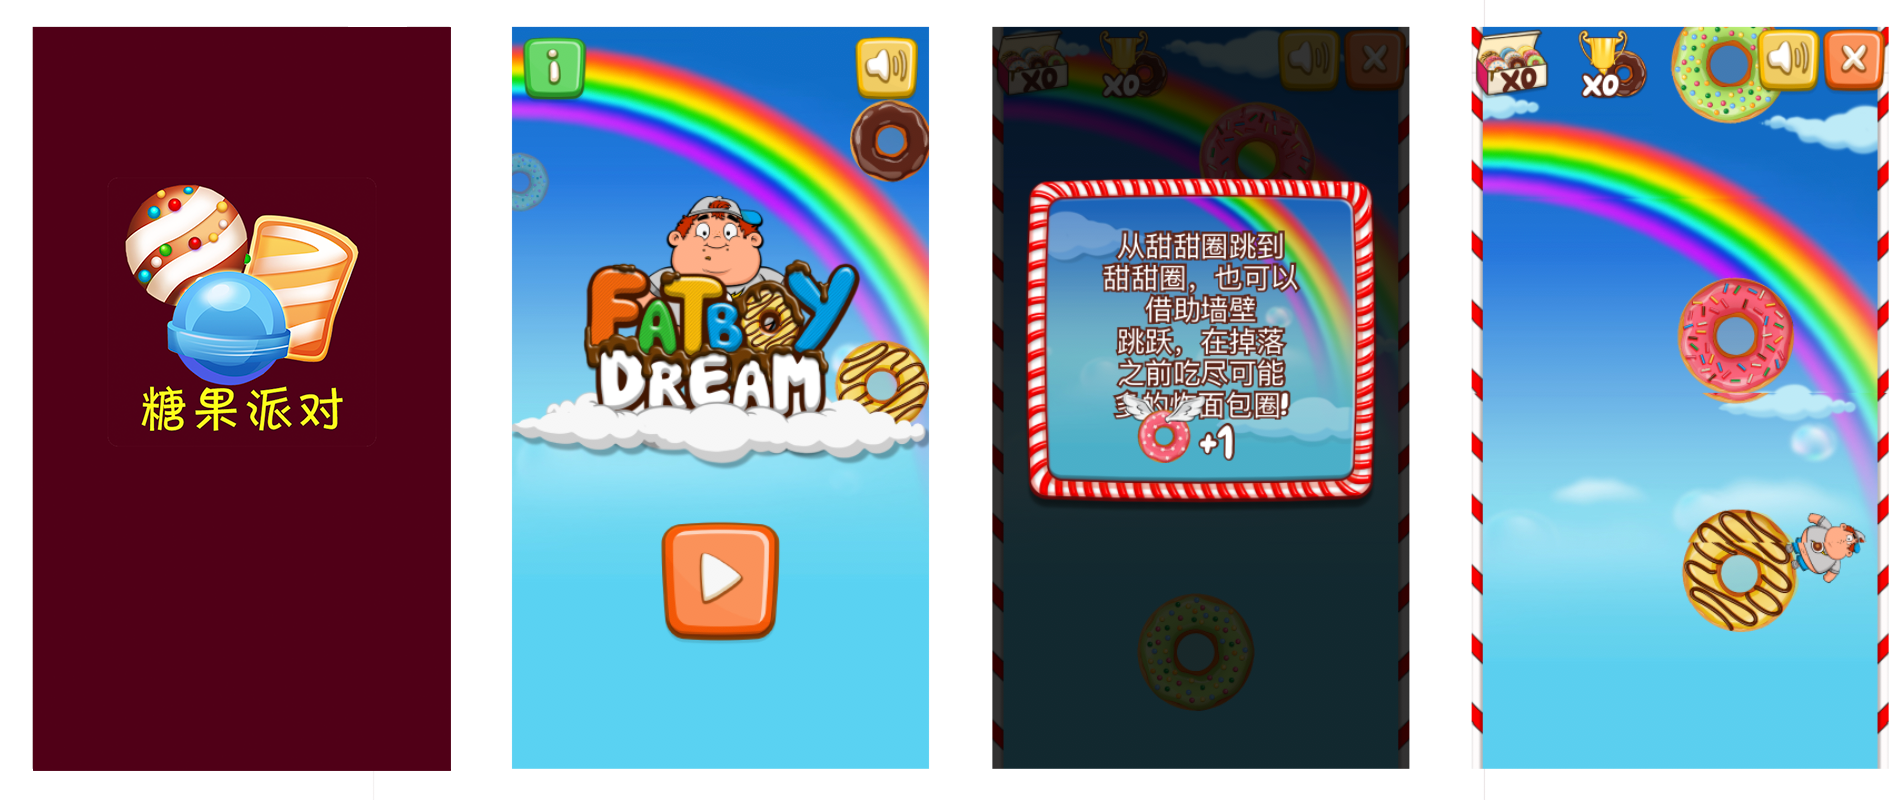 糖果派对
FATBOY
DREAM
X0
X0
从甜甜圈跳到
甜甜圈，也可以
借助墙壁
跳跃，在掉落
之前吃尽可能
多的炸面包圈!
+1
X0
X0